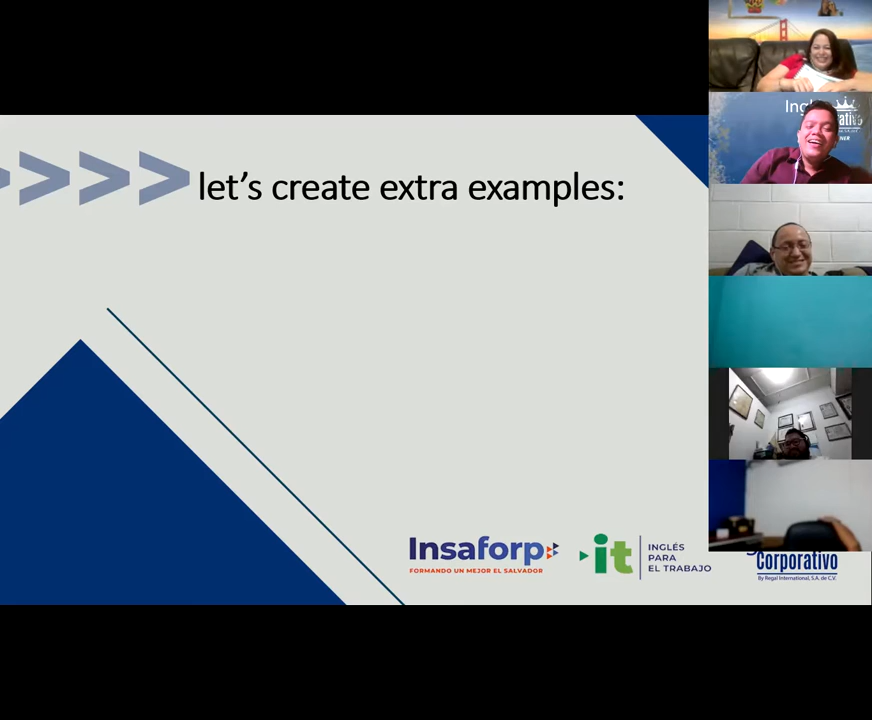 let's create extra examples:
Insaforp
FORMANDO UN MEJOR EL SALVADOR
it
INGLÉS
PARA
EL TRABAJO
Corporativo
By Regal International, S.A. de C.V.